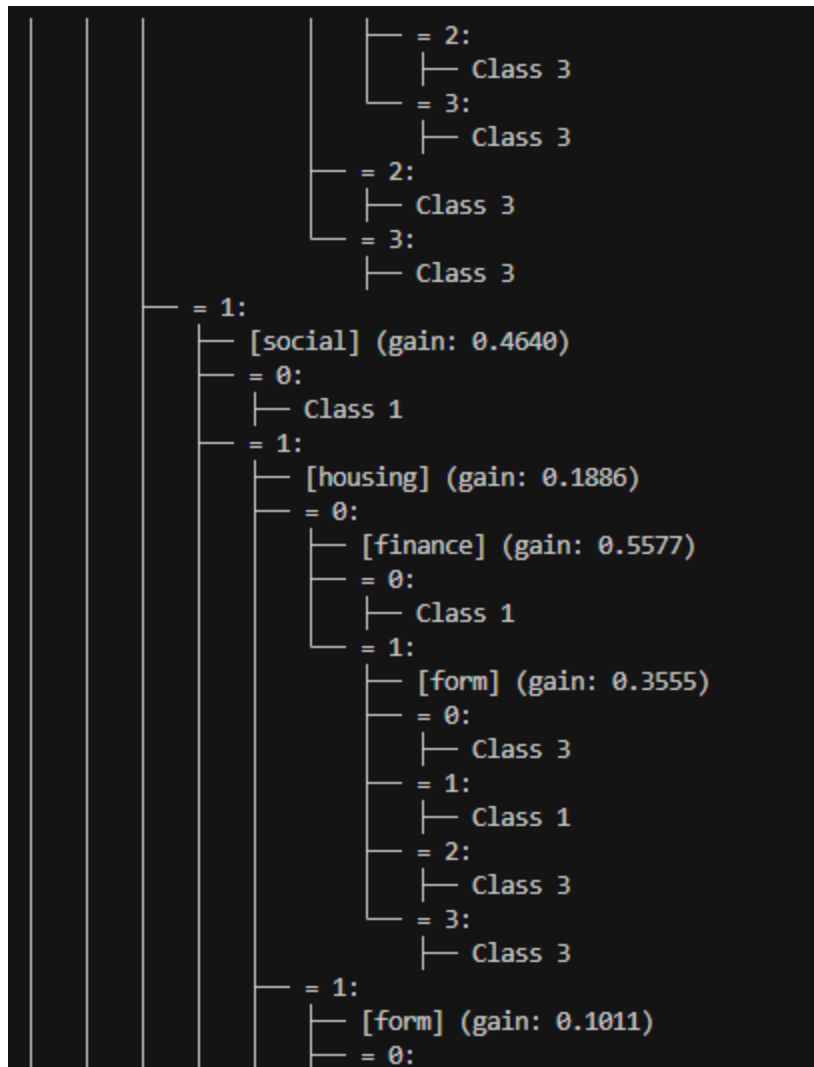 = 2:
Class 3
= 3:
Class 3
= 2:
Class 3
= 3:
Class 3
= 1:
[social] (gain: 0.4640)
= 0:
Class 1
= 1:
[housing] (gain: 0.1886)
= 0:
[finance] (gain: 0.5577)
= 0:
Class 1
= 1:
[form] (gain: 0.3555)
= 0:
Class 3
= 1:
Class 1
= 2:
Class 3
= 3:
Class 3
= 1:
[form] (gain: 0.1011)
= 0: